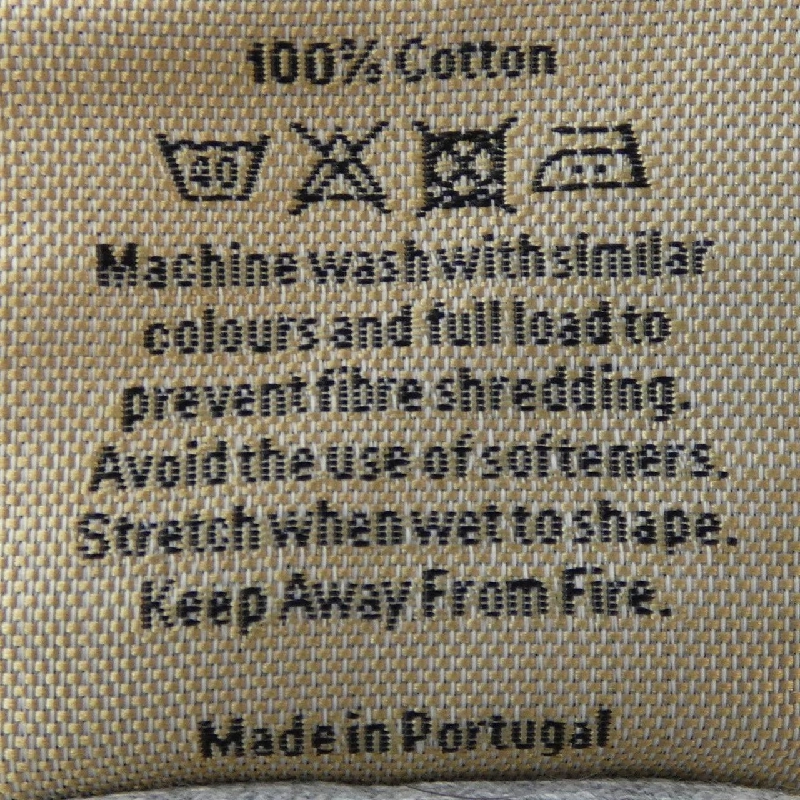 100% Cotton
40
Machine wash with similar
colours and full load to
prevent fibre shredding.
Avoid the use of softeners.
Stretch when wet to shape.
Keep Away From Fire.
Made in Portugal